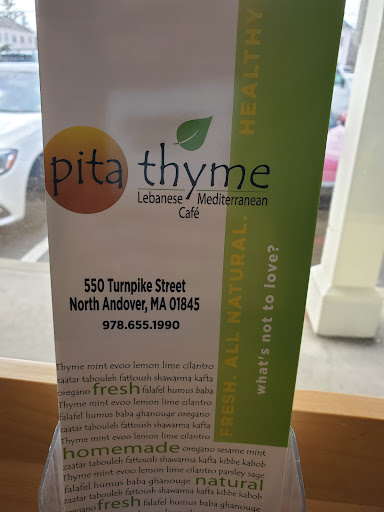 pita thyme
Lebanese Mediterranean
Café
550 Turnpike Street
North Andover, MA 01845
978.655.1990
FRESH. ALL NATURAL. HEALTHY
what's not to love?
Thyme mint evoo lemon lime cilantro
zaatar tabouleh fattoush shawarma kafta
oregano fresh falafel humus baba
Thyme mint evoo lemon lime cilantro
falafel humus baba ghanouge oregano
zaatar tabouleh fattoush shawarma kafta
Thyme mint evoo lemon lime cilantro
homemade oregano sesame mint
zaatar tabouleh fattoush shawarma kafta kibbe kabob
Thyme mint evoo lemon lime cilantro parsley sage
falafel humus baba ghanouge natural
zaatar tabouleh fattoush shawarma kafta kibbe kabob
oregano fresh falafel humus baba ghanouge